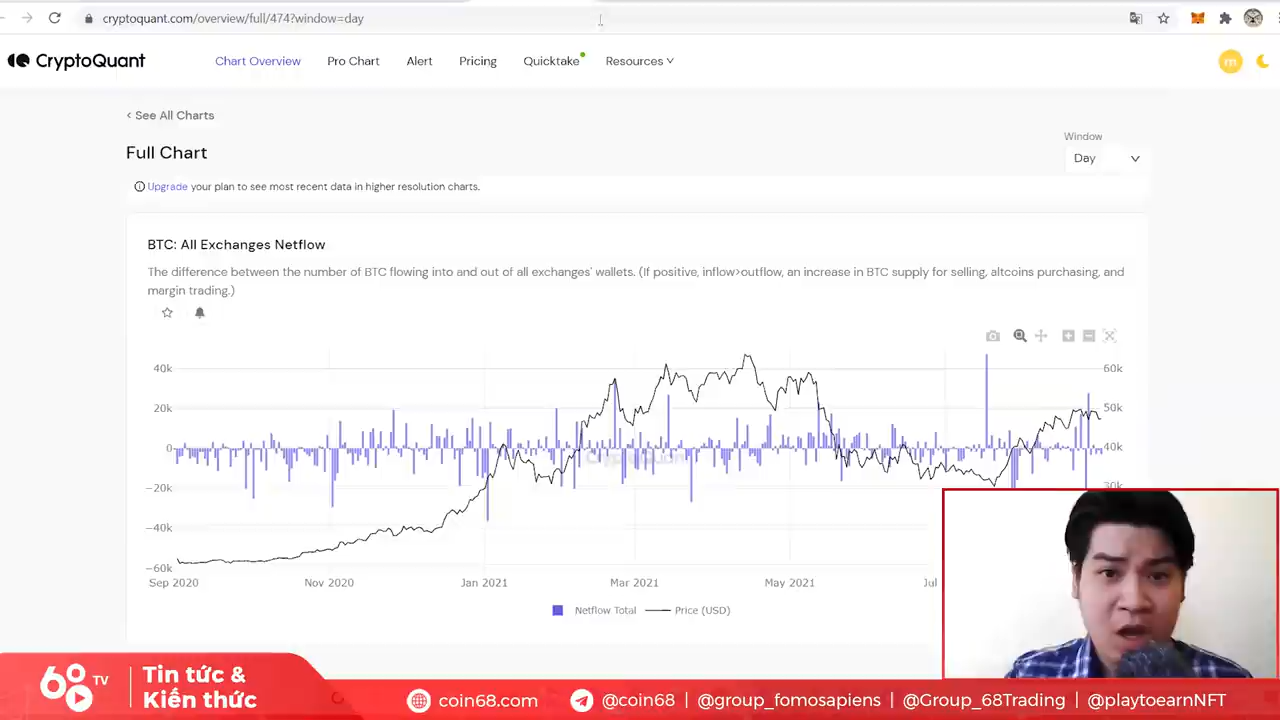 cryptoquant.com/overview/full/474?window=day
CryptoQuant
Chart Overview
Pro Chart
Alert
Pricing
Quicktake
Resources
m
< See All Charts
Full Chart
Window
Day
Upgrade your plan to see most recent data in higher resolution charts.
BTC: All Exchanges Netflow
The difference between the number of BTC flowing into and out of all exchanges' wallets. (If positive, inflow>outflow, an increase in BTC supply for selling, altcoins purchasing, and
margin trading.)
40k
20k
0
−20k
−40k
−60k
60k
50k
40k
30k
CryptoQuant
Sep 2020
Nov 2020
Jan 2021
Mar 2021
May 2021
Jul
Netflow Total
Price (USD)
68 TV
Tin tức &
Kiến thức
coin68.com
@coin68 | @group_fomosapiens | @Group_68Trading | @playtoearnNFT